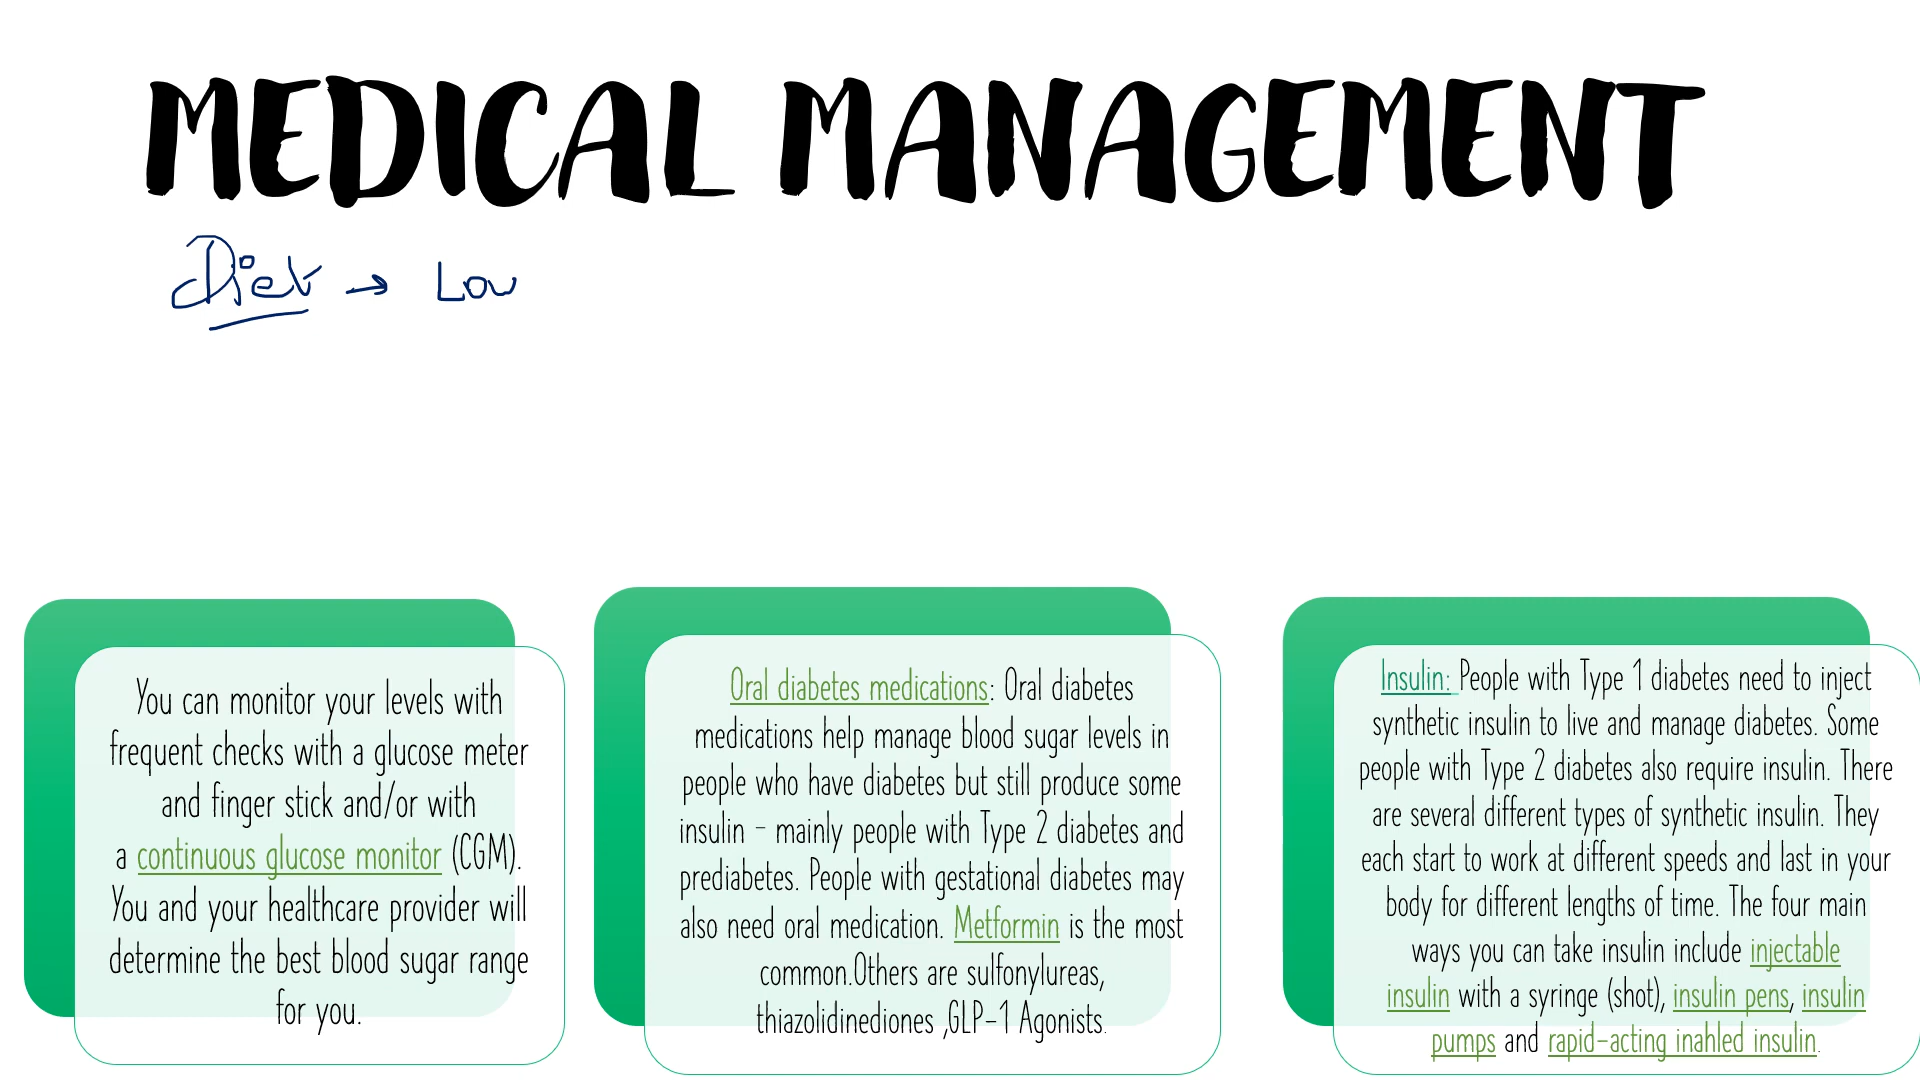 MEDICAL MANAGEMENT
Diet → Low
You can monitor your levels with
frequent checks with a glucose meter
and finger stick and/or with
a continuous glucose monitor (CGM).
You and your healthcare provider will
determine the best blood sugar range
for you.
Oral diabetes medications: Oral diabetes
medications help manage blood sugar levels in
people who have diabetes but still produce some
insulin – mainly people with Type 2 diabetes and
prediabetes. People with gestational diabetes may
also need oral medication. Metformin is the most
common.Others are sulfonylureas,
thiazolidinediones ,GLP-1 Agonists.
Insulin: People with Type 1 diabetes need to inject
synthetic insulin to live and manage diabetes. Some
people with Type 2 diabetes also require insulin. There
are several different types of synthetic insulin. They
each start to work at different speeds and last in your
body for different lengths of time. The four main
ways you can take insulin include injectable
insulin with a syringe (shot), insulin pens, insulin
pumps and rapid-acting inahled insulin.